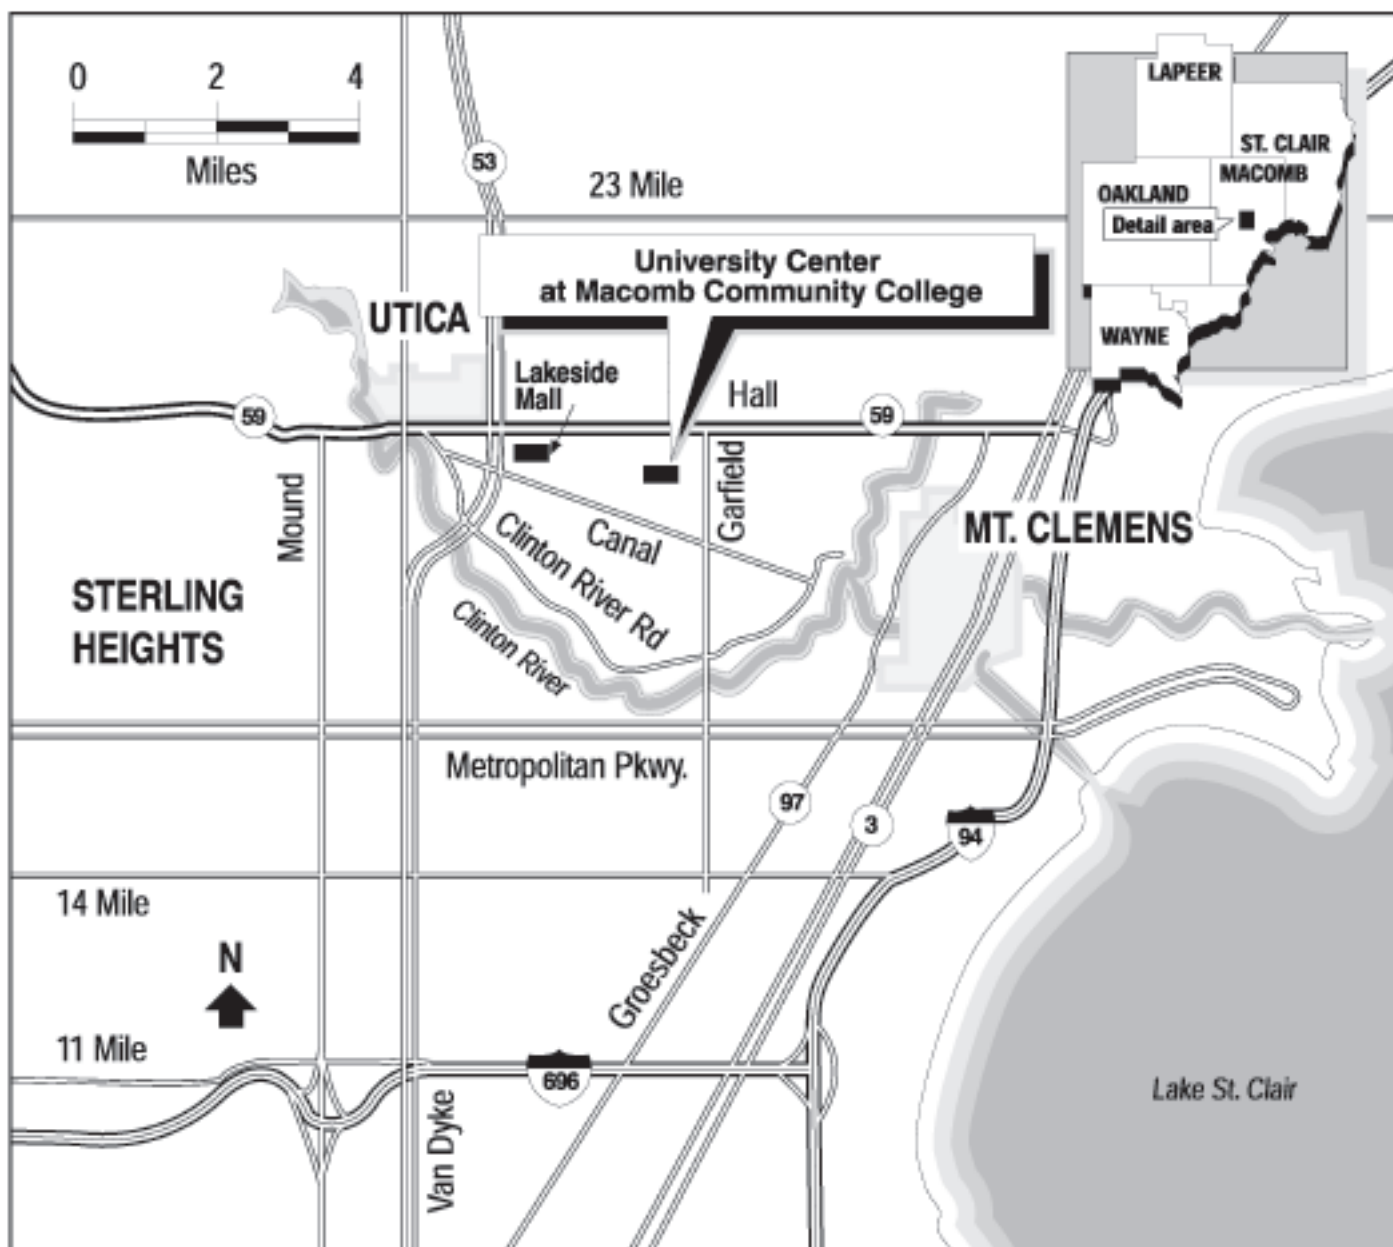 0 2 4
Miles
53
23 Mile
LAPEER
ST. CLAIR
MACOMB
OAKLAND
Detail area
WAYNE
University Center
at Macomb Community College
UTICA
Lakeside
Mall
Hall
59
59
Mound
Garfield
Canal
Clinton River Rd
Clinton River
MT. CLEMENS
STERLING
HEIGHTS
Metropolitan Pkwy.
97
3
94
14 Mile
N
Groesbeck
11 Mile
696
Van Dyke
Lake St. Clair